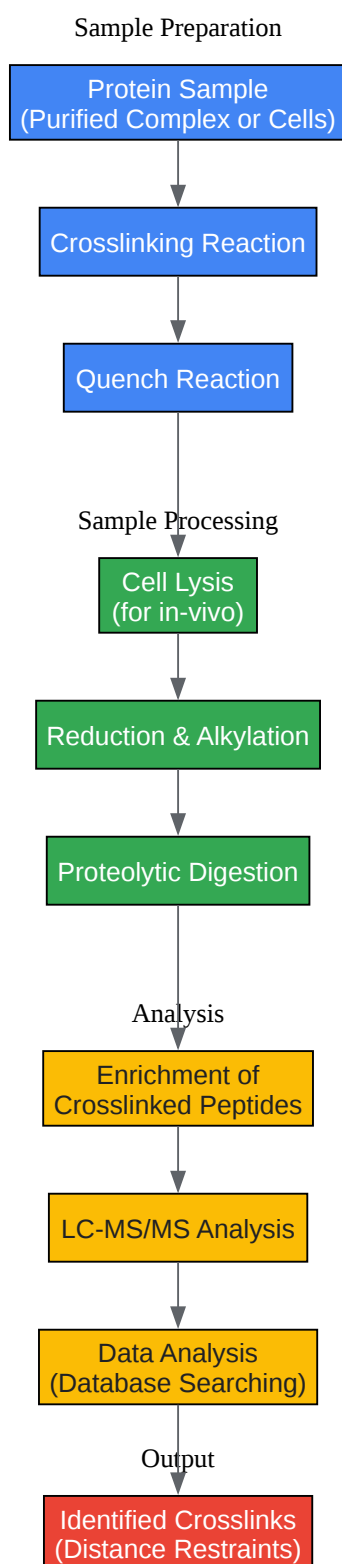 Sample Preparation
Protein Sample
(Purified Complex or Cells)
Crosslinking Reaction
Quench Reaction
Sample Processing
Cell Lysis
(for in-vivo)
Reduction & Alkylation
Proteolytic Digestion
Analysis
Enrichment of
Crosslinked Peptides
LC-MS/MS Analysis
Data Analysis
(Database Searching)
Output
Identified Crosslinks
(Distance Restraints)